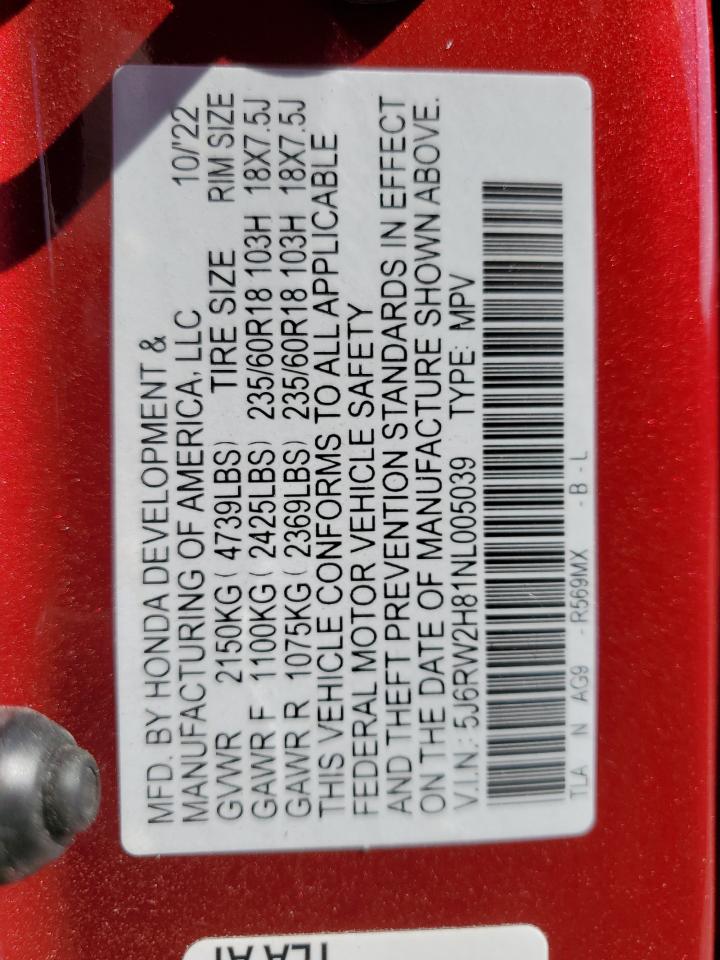 MFD. BY HONDA DEVELOPMENT &
MANUFACTURING OF AMERICA, LLC 10/'22
GVWR 2150KG ( 4739LBS) TIRE SIZE RIM SIZE
GAWR F 1100KG ( 2425LBS) 235/60R18 103H 18X7.5J
GAWR R 1075KG ( 2369LBS) 235/60R18 103H 18X7.5J
THIS VEHICLE CONFORMS TO ALL APPLICABLE
FEDERAL MOTOR VEHICLE SAFETY
AND THEFT PREVENTION STANDARDS IN EFFECT
ON THE DATE OF MANUFACTURE SHOWN ABOVE.
V.I.N.: 5J6RW2H81NL005039 TYPE: MPV
TLA N AG9 - R569MX - B - L